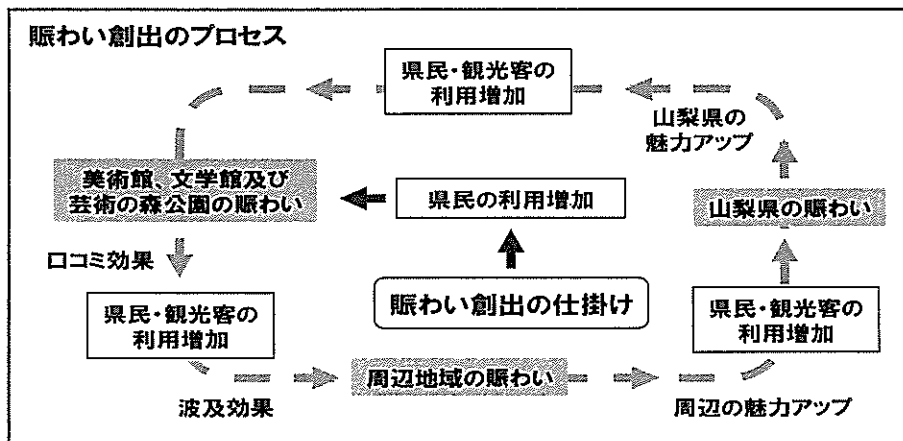 賑わい創出のプロセス
県民・観光客の
利用増加
山梨県の
魅力アップ
美術館、文学館及び
芸術の森公園の賑わい
県民の利用増加
山梨県の賑わい
口コミ効果
賑わい創出の仕掛け
県民・観光客の
利用増加
県民・観光客の
利用増加
周辺地域の賑わい
波及効果
周辺の魅力アップ